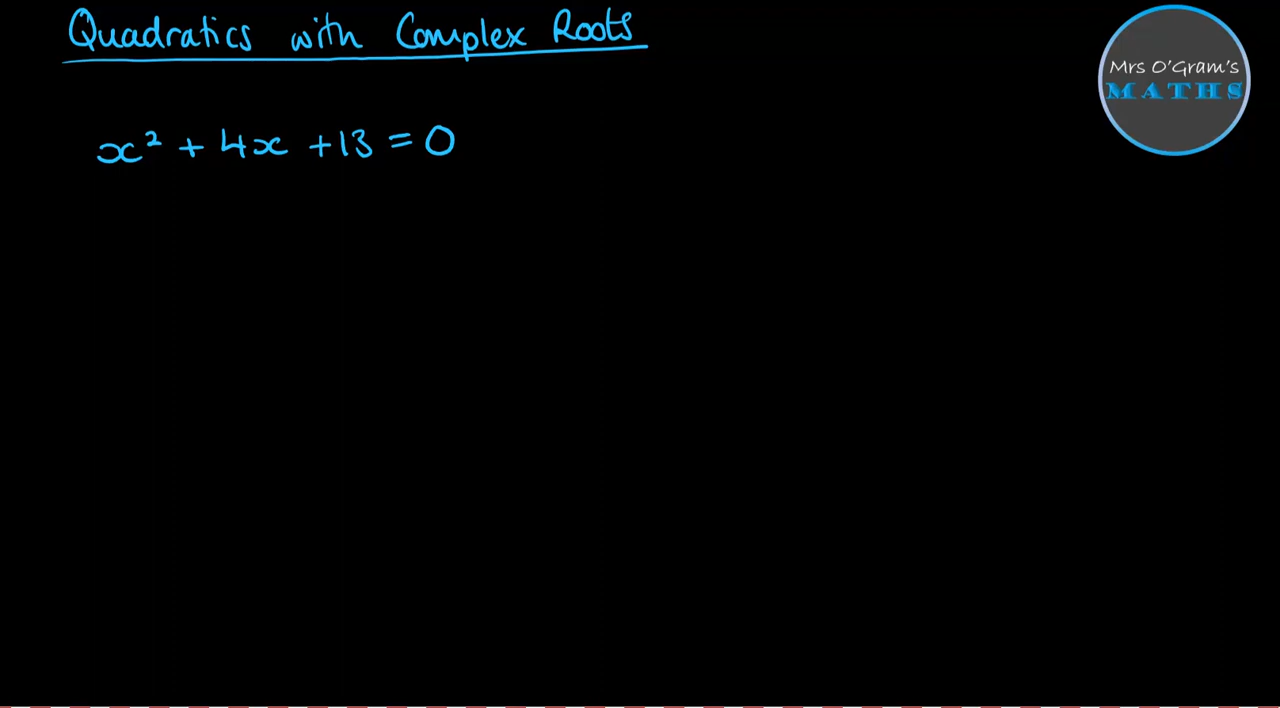 Quadratics with Complex Roots
Mrs O'Gram's
MATHS
x² + 4x + 13 = 0